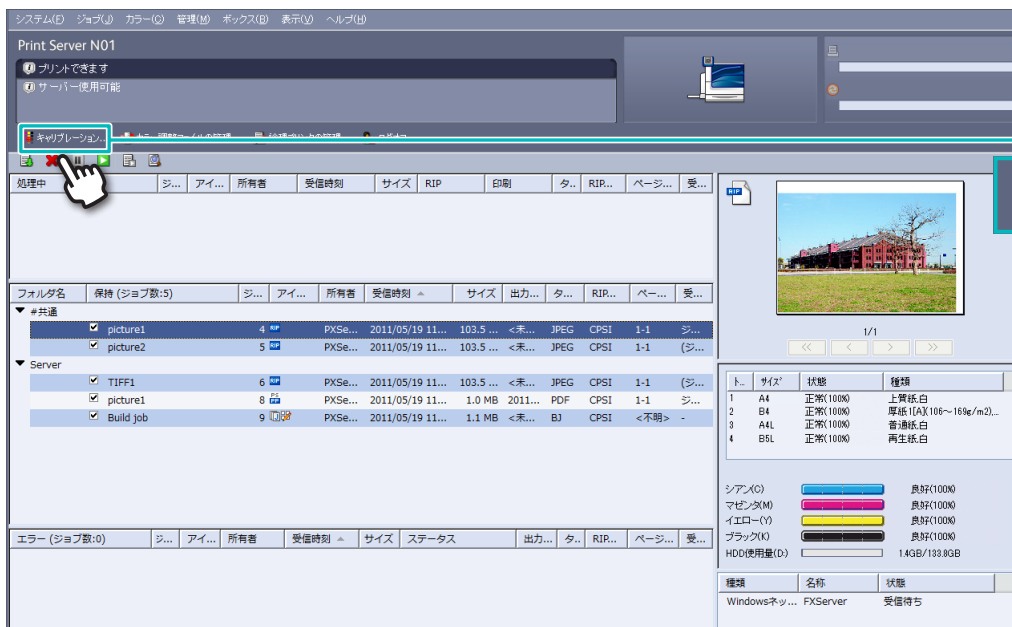 システム(E) ジョブ(J) カラー(C) 管理(M) ボックス(B) 表示(V) ヘルプ(H)
Print Server N01
プリントできます
サーバー使用可能
キャリブレーション...
処理中 ジ... アイ... 所有者 受信時刻 サイズ RIP 印刷 タ... RIP... ページ... 受...
RIP
1/1
<< < > >>
フォルダ名 保持 (ジョブ数:5) ジ... アイ... 所有者 受信時刻 サイズ 出力... タ... RIP... ペー... 受...
#共通
picture1 4 RIP PXSe... 2011/05/19 11... 103.5 ... <未... JPEG CPSI 1-1 ジ...
picture2 5 RIP PXSe... 2011/05/19 11... 103.5 ... <未... JPEG CPSI 1-1 (ジ...
Server
TIFF1 6 RIP PXSe... 2011/05/19 11... 103.5 ... <未... JPEG CPSI 1-1 (ジ...
picture1 8 PS RIP PXSe... 2011/05/19 11... 1.0 MB 2011... PDF CPSI 1-1 ジ...
Build job 9 PXSe... 2011/05/19 11... 1.1 MB <未... BJ CPSI <不明> -
ト... サイズ 状態 種類
1 A4 正常(100%) 上質紙,白
2 B4 正常(100%) 厚紙1[A](106～169g/m2),...
3 A4L 正常(100%) 普通紙,白
4 B5L 正常(100%) 再生紙,白
シアン(C) 良好(100%)
マゼンタ(M) 良好(100%)
イエロー(Y) 良好(100%)
ブラック(K) 良好(100%)
HDD使用量(D:) 1.4GB/133.8GB
エラー (ジョブ数:0) ジ... アイ... 所有者 受信時刻 サイズ ステータス 出力... タ... RIP... ページ... 受...
種類 名称 状態
Windowsネッ... FXServer 受信待ち